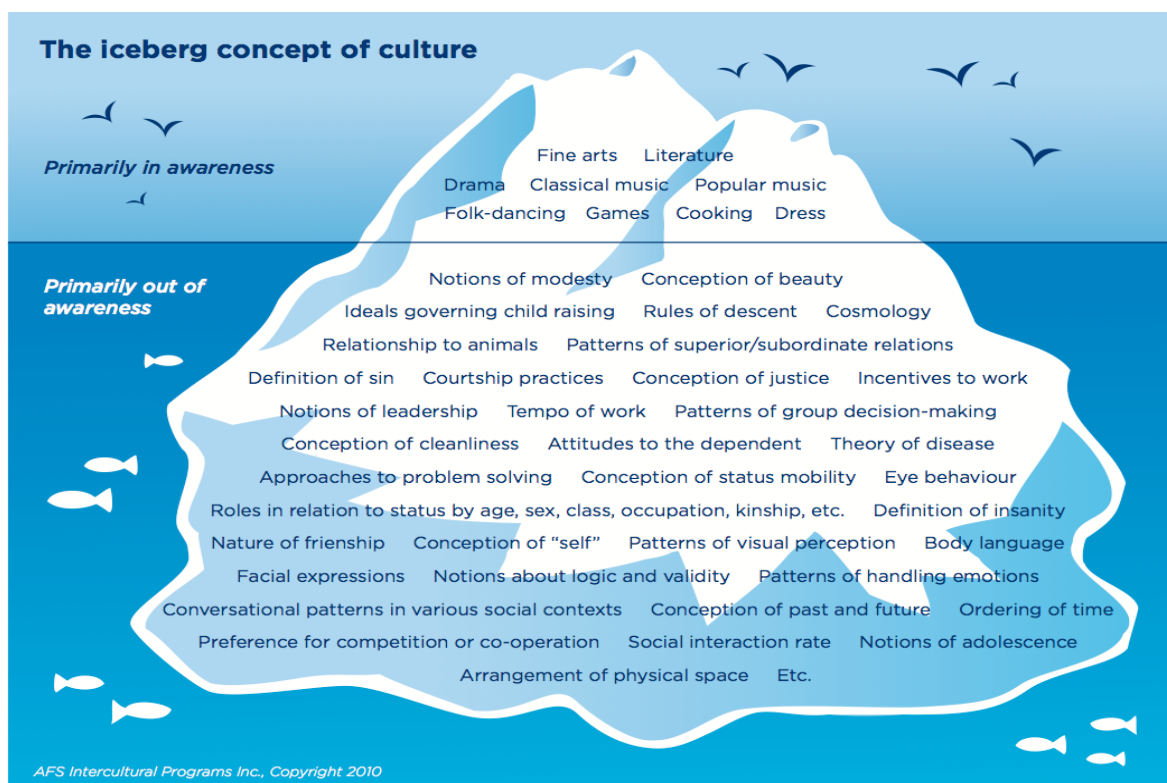 The iceberg concept of culture
Primarily in awareness
Fine arts Literature
Drama Classical music Popular music
Folk-dancing Games Cooking Dress
Primarily out of
awareness
Notions of modesty Conception of beauty
Ideals governing child raising Rules of descent Cosmology
Relationship to animals Patterns of superior/subordinate relations
Definition of sin Courtship practices Conception of justice Incentives to work
Notions of leadership Tempo of work Patterns of group decision-making
Conception of cleanliness Attitudes to the dependent Theory of disease
Approaches to problem solving Conception of status mobility Eye behaviour
Roles in relation to status by age, sex, class, occupation, kinship, etc. Definition of insanity
Nature of frienship Conception of “self” Patterns of visual perception Body language
Facial expressions Notions about logic and validity Patterns of handling emotions
Conversational patterns in various social contexts Conception of past and future Ordering of time
Preference for competition or co-operation Social interaction rate Notions of adolescence
Arrangement of physical space Etc.
AFS Intercultural Programs Inc., Copyright 2010